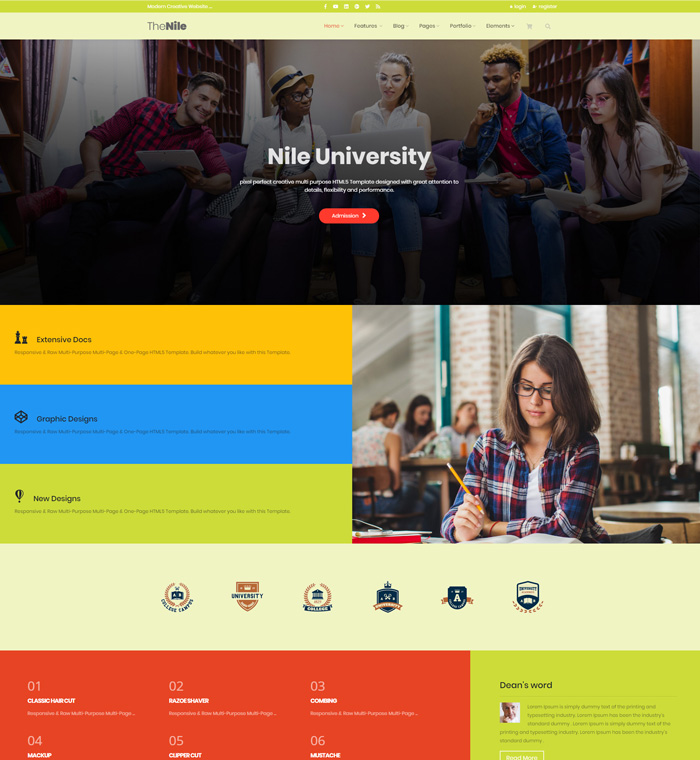 Modern Creative Website ...
login
register
TheNile
Home
Features
Blog
Pages
Portfolio
Elements
Nile University
pixel perfect creative multi purpose HTML5 Template designed with great attention to
details, flexibility and performance.
Admission
Extensive Docs
Responsive & Raw Multi-Purpose Multi-Page & One-Page HTML5 Template. Build whatever you like with this Template.
Graphic Designs
Responsive & Raw Multi-Purpose Multi-Page & One-Page HTML5 Template. Build whatever you like with this Template.
New Designs
Responsive & Raw Multi-Purpose Multi-Page & One-Page HTML5 Template. Build whatever you like with this Template.
COLLEGE CAMPUS
UNIVERSITY
COLLEGE
A
UNIVERSITY
01
CLASSIC HAIR CUT
Responsive & Raw Multi-Purpose Multi-Page ...
02
RAZOE SHAVER
Responsive & Raw Multi-Purpose Multi-Page ...
03
COMBING
Responsive & Raw Multi-Purpose Multi-Page ...
04
MACKUP
05
CLIPPER CUT
06
MUSTACHE
Dean's word
Lorem Ipsum is simply dummy text of the printing and
typesetting industry. Lorem Ipsum has been the industry's
standard dummy . Lorem Ipsum is simply dummy text of the
printing and typesetting industry. Lorem Ipsum has been the industry's
standard dummy.
Read More